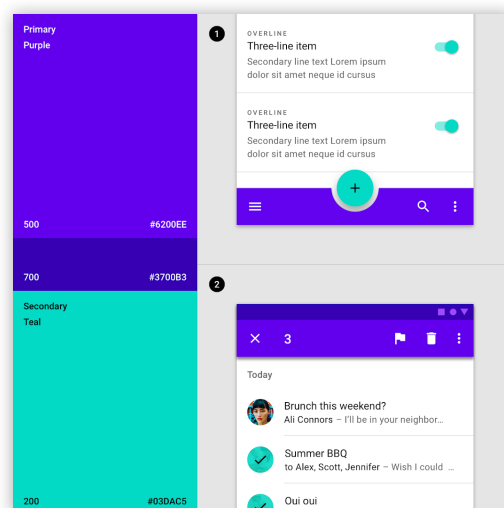 Primary
Purple
500 #6200EE
700 #3700B3
Secondary
Teal
200 #03DAC5
1
OVERLINE
Three-line item
Secondary line text Lorem ipsum
dolor sit amet neque id cursus
OVERLINE
Three-line item
Secondary line text Lorem ipsum
dolor sit amet neque id cursus
2
3
Today
Brunch this weekend?
Ali Connors – I'll be in your neighbor...
Summer BBQ
to Alex, Scott, Jennifer – Wish I could ...
Oui oui